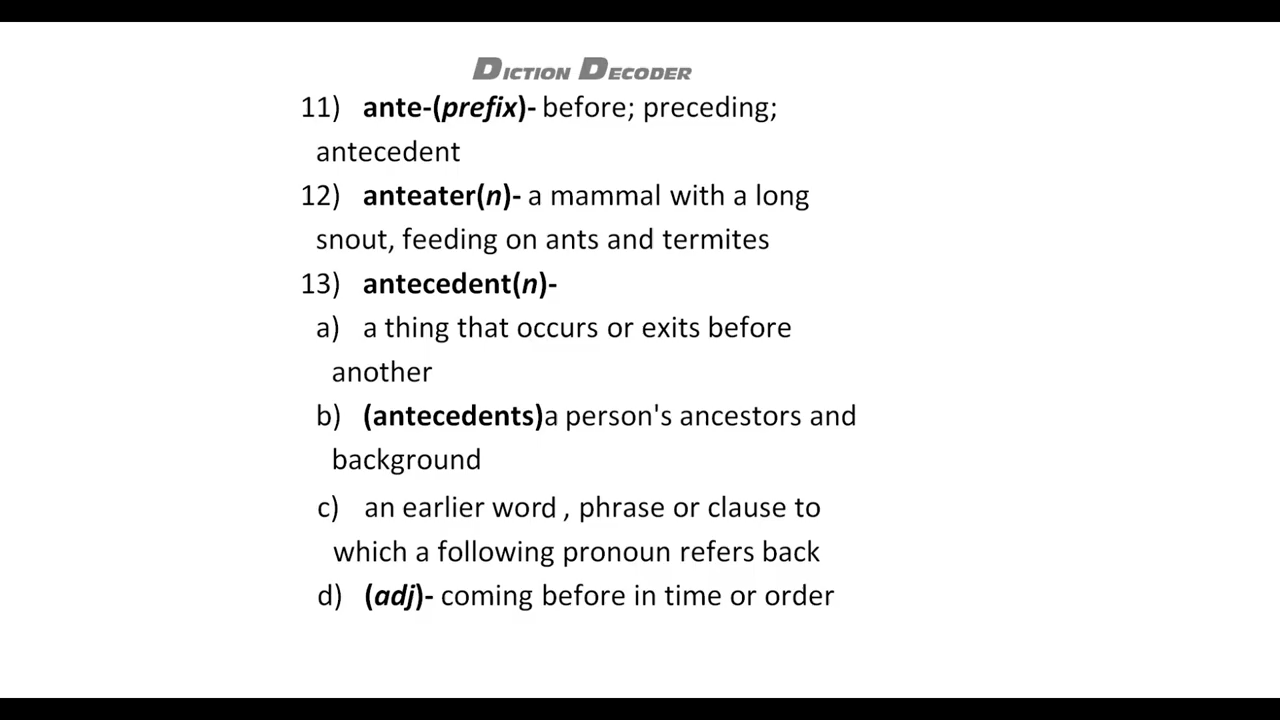 DICTION DECODER
11) ante-(prefix)- before; preceding;
antecedent
12) anteater(n)- a mammal with a long
snout, feeding on ants and termites
13) antecedent(n)-
a) a thing that occurs or exits before
another
b) (antecedents)a person's ancestors and
background
c) an earlier word , phrase or clause to
which a following pronoun refers back
d) (adj)- coming before in time or order